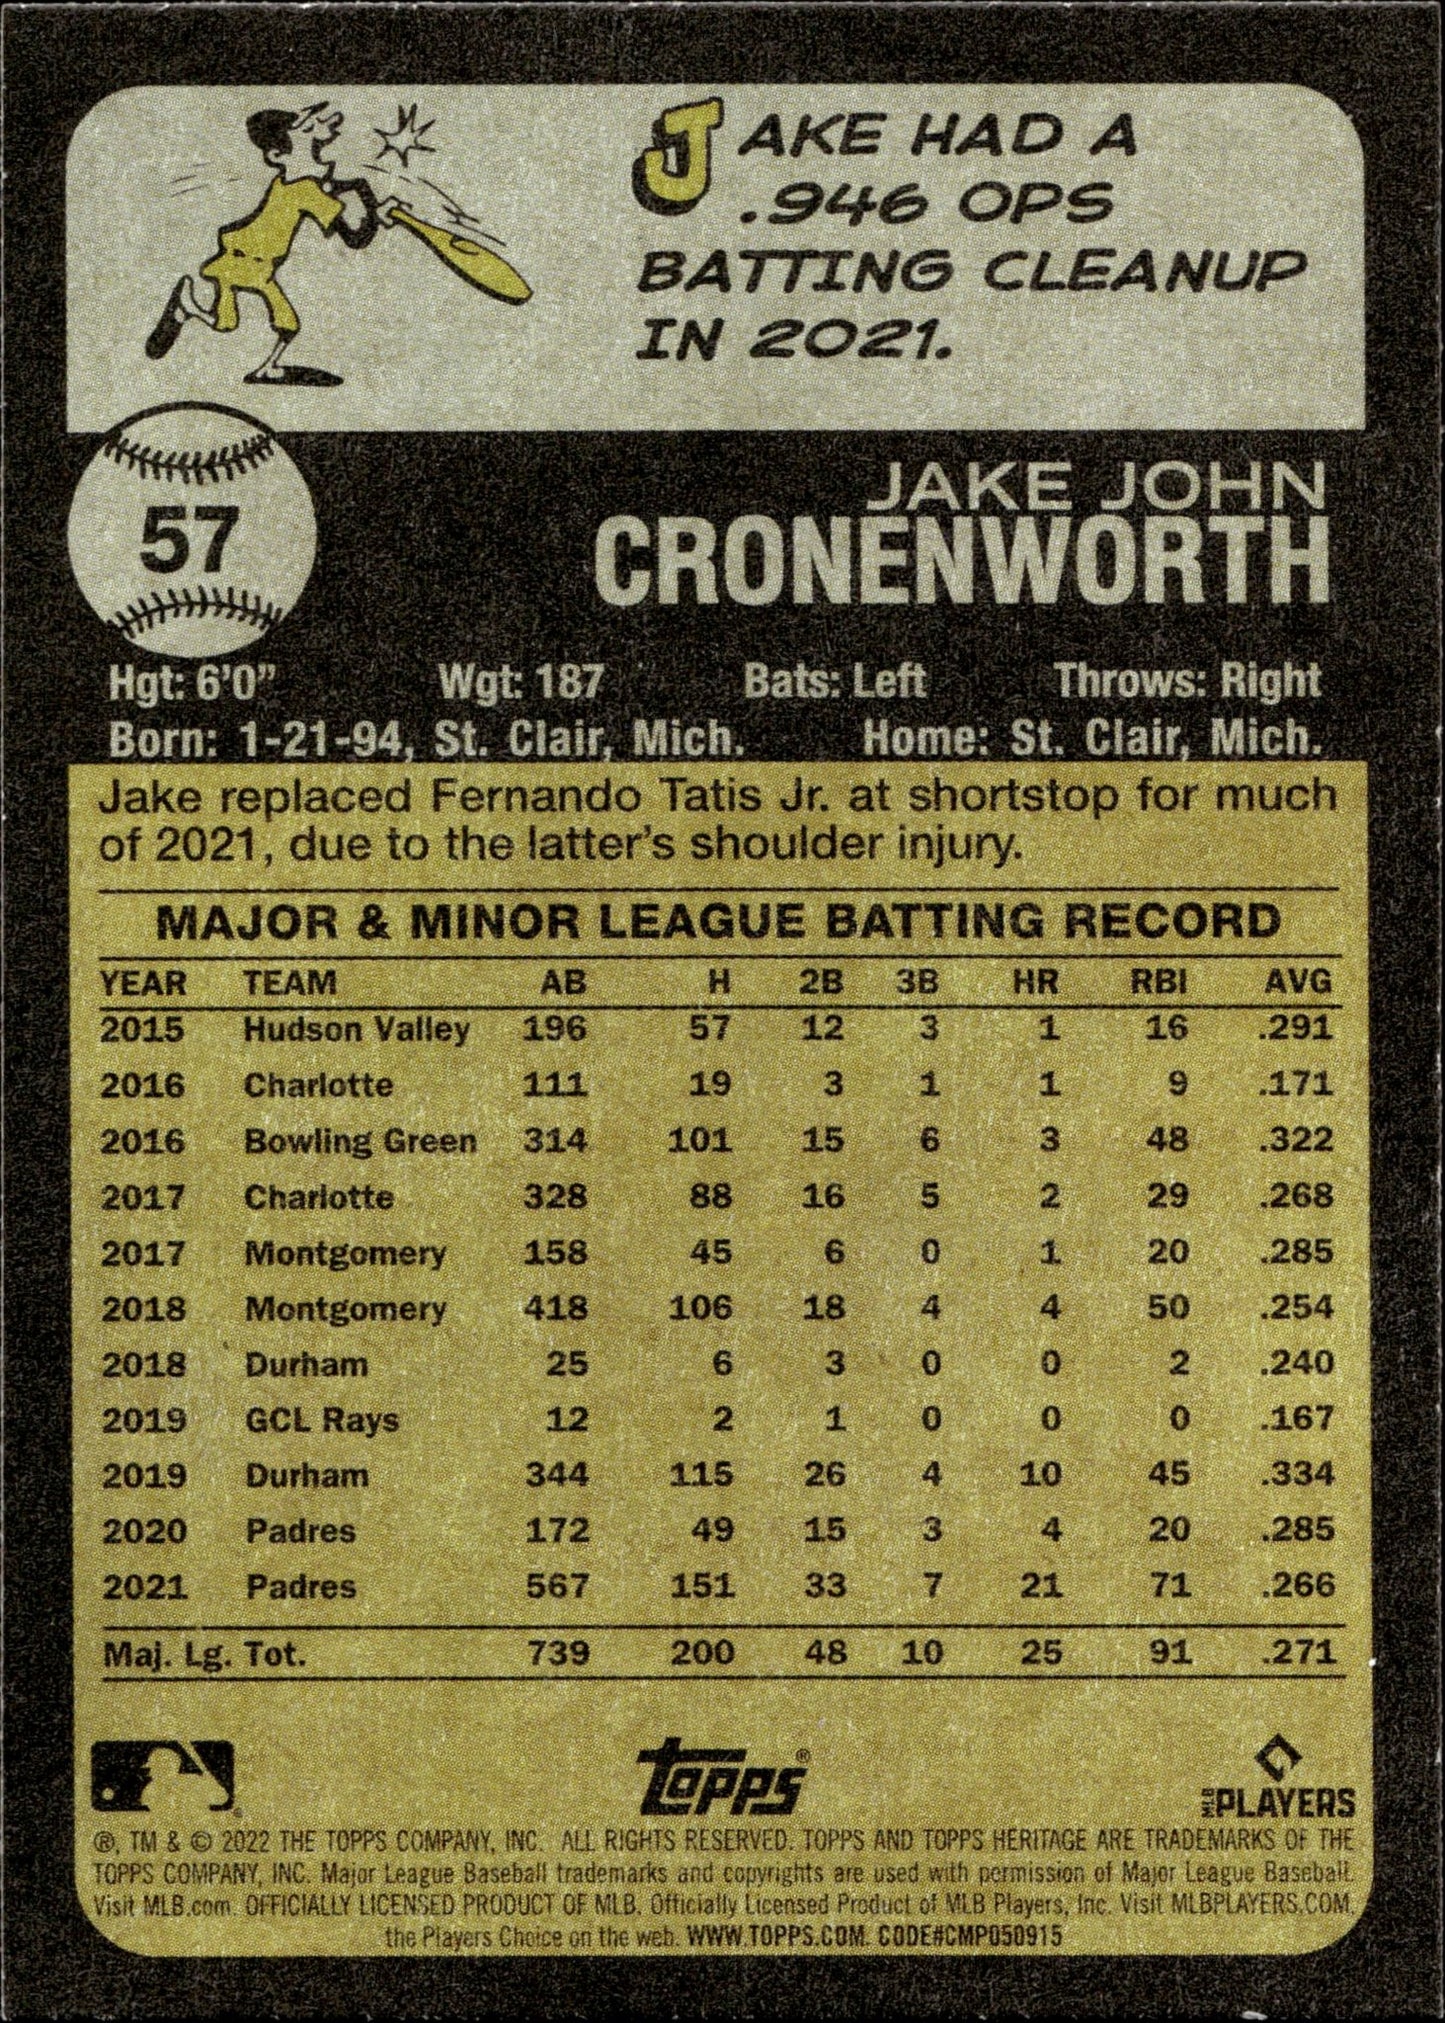 JAKE HAD A
.946 OPS
BATTING CLEANUP
IN 2021.
57
JAKE JOHN
CRONENWORTH
Hgt: 6'0" Wgt: 187 Bats: Left Throws: Right
Born: 1-21-94, St. Clair, Mich. Home: St. Clair, Mich.
Jake replaced Fernando Tatis Jr. at shortstop for much
of 2021, due to the latter's shoulder injury.
MAJOR & MINOR LEAGUE BATTING RECORD
YEAR TEAM AB H 2B 3B HR RBI AVG
2015 Hudson Valley 196 57 12 3 1 16 .291
2016 Charlotte 111 19 3 1 1 9 .171
2016 Bowling Green 314 101 15 6 3 48 .322
2017 Charlotte 328 88 16 5 2 29 .268
2017 Montgomery 158 45 6 0 1 20 .285
2018 Montgomery 418 106 18 4 4 50 .254
2018 Durham 25 6 3 0 0 2 .240
2019 GCL Rays 12 2 1 0 0 0 .167
2019 Durham 344 115 26 4 10 45 .334
2020 Padres 172 49 15 3 4 20 .285
2021 Padres 567 151 33 7 21 71 .266
Maj. Lg. Tot. 739 200 48 10 25 91 .271
topps®
MLB PLAYERS
®, TM & © 2022 THE TOPPS COMPANY, INC. ALL RIGHTS RESERVED. TOPPS AND TOPPS HERITAGE ARE TRADEMARKS OF THE
TOPPS COMPANY, INC. Major League Baseball trademarks and copyrights are used with permission of Major League Baseball.
Visit MLB.com. OFFICIALLY LICENSED PRODUCT OF MLB. Officially Licensed Product of MLB Players, Inc. Visit MLBPLAYERS.COM,
the Players Choice on the web. WWW.TOPPS.COM. CODE#CMP050915